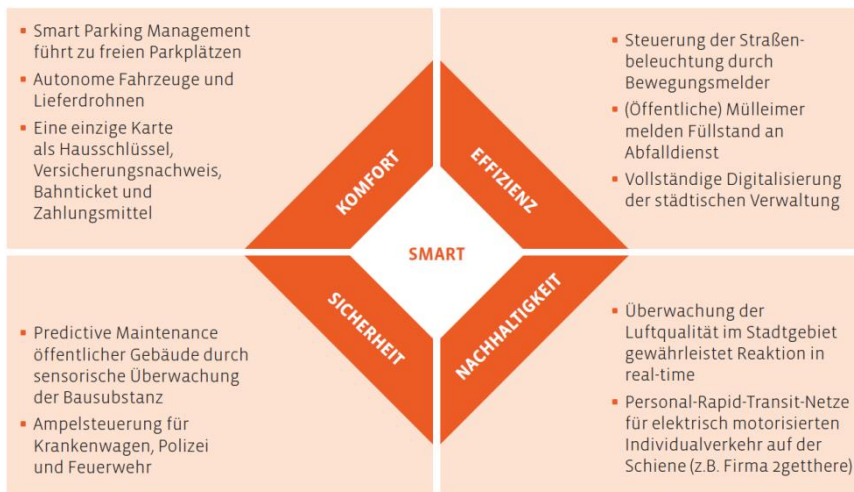 Smart Parking Management
führt zu freien Parkplätzen
Autonome Fahrzeuge und
Lieferdrohnen
Eine einzige Karte
als Hausschlüssel,
Versicherungsnachweis,
Bahnticket und
Zahlungsmittel
KOMFORT
Steuerung der Straßen-
beleuchtung durch
Bewegungsmelder
(Öffentliche) Mülleimer
melden Füllstand an
Abfalldienst
Vollständige Digitalisierung
der städtischen Verwaltung
EFFIZIENZ
SMART
Predictive Maintenance
öffentlicher Gebäude durch
sensorische Überwachung
der Bausubstanz
Ampelsteuerung für
Krankenwagen, Polizei
und Feuerwehr
SICHERHEIT
NACHHALTIGKEIT
Überwachung der
Luftqualität im Stadtgebiet
gewährleistet Reaktion in
real-time
Personal-Rapid-Transit-Netze
für elektrisch motorisierten
Individualverkehr auf der
Schiene (z.B. Firma 2getthere)